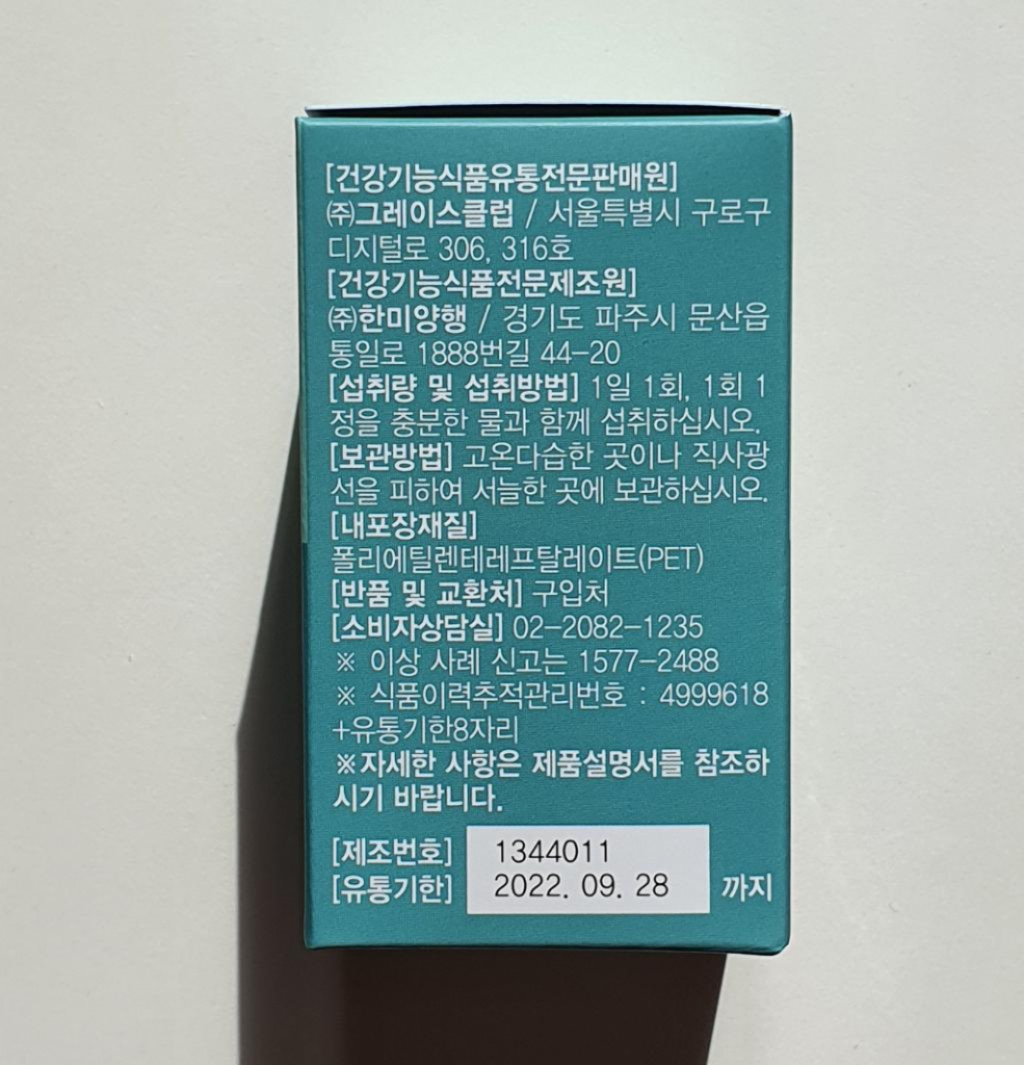 [건강기능식품유통전문판매원]
㈜그레이스클럽 / 서울특별시 구로구
디지털로 306, 316호
[건강기능식품전문제조원]
㈜한미양행 / 경기도 파주시 문산읍
통일로 1888번길 44-20
[섭취량 및 섭취방법] 1일 1회, 1회 1
정을 충분한 물과 함께 섭취하십시오.
[보관방법] 고온다습한 곳이나 직사광
선을 피하여 서늘한 곳에 보관하십시오.
[내포장재질]
폴리에틸렌테레프탈레이트(PET)
[반품 및 교환처] 구입처
[소비자상담실] 02-2082-1235
※ 이상 사례 신고는 1577-2488
※ 식품이력추적관리번호 : 4999618
+유통기한8자리
※자세한 사항은 제품설명서를 참조하
시기 바랍니다.
[제조번호] 1344011
[유통기한] 2022. 09. 28 까지